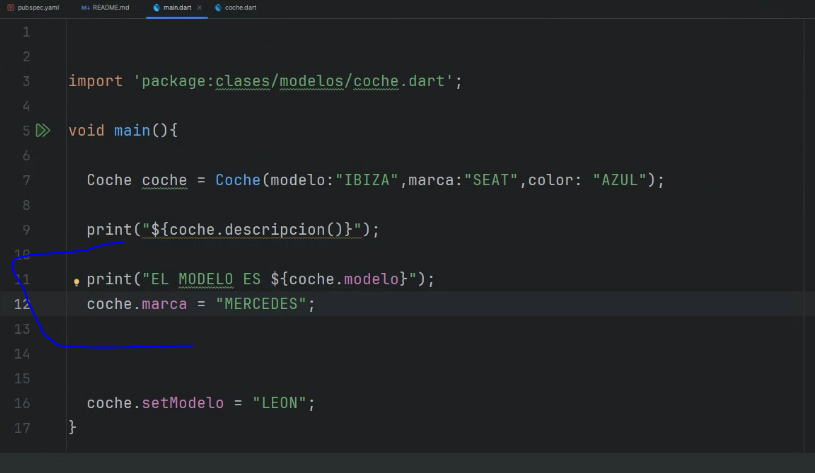 pubspec.yaml README.md main.dart coche.dart
1
2
3 import 'package:clases/modelos/coche.dart';
4
5 void main(){
6
7 Coche coche = Coche(modelo:"IBIZA",marca:"SEAT",color: "AZUL");
8
9 print("${coche.descripcion()}");
10
11 print("EL MODELO ES ${coche.modelo}");
12 coche.marca = "MERCEDES";
13
14
15
16 coche.setModelo = "LEON";
17 }